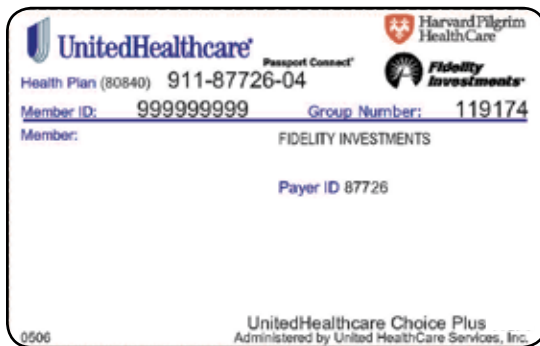 UnitedHealthcare®
Harvard Pilgrim
HealthCare
Passport Connect®
Fidelity
Investments®
Health Plan (80840) 911-87726-04
Member ID: 999999999 Group Number: 119174
Member: FIDELITY INVESTMENTS
Payer ID 87726
UnitedHealthcare Choice Plus
0506 Administered by United HealthCare Services, Inc.